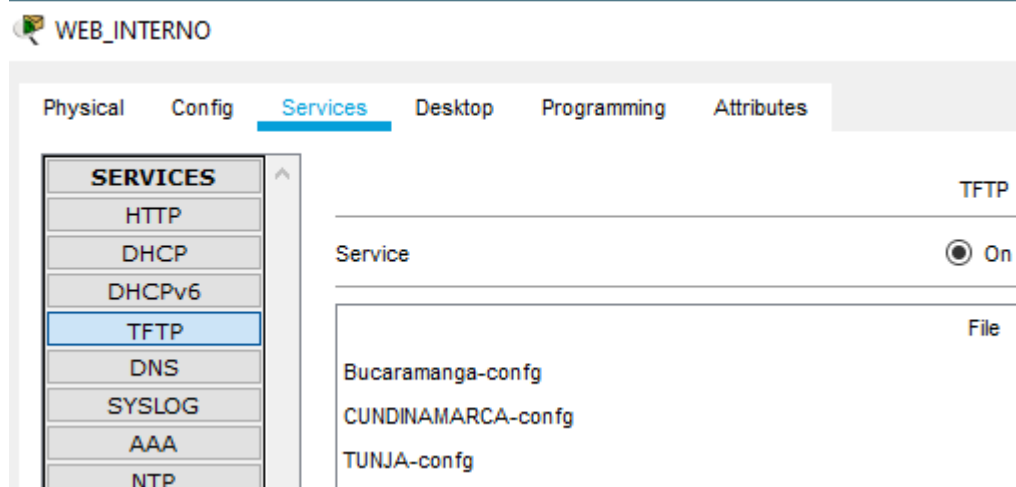 WEB_INTERNO
Physical Config Services Desktop Programming Attributes
SERVICES
HTTP
DHCP
DHCPv6
TFTP
DNS
SYSLOG
AAA
NTP
TFTP
Service On
File
Bucaramanga-confg
CUNDINAMARCA-confg
TUNJA-confg